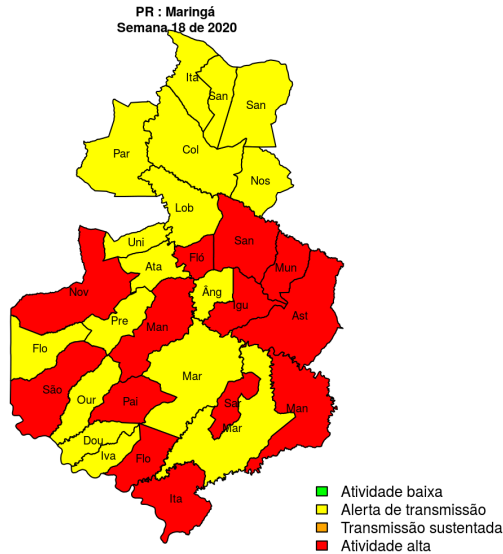 PR : Maringá
Semana 18 de 2020
Ita
San
San
Par
Col
Nos
Lob
Uni
San
Fló
Ata
Mun
Nov
Âng
Igu
Ast
Pre
Man
Flo
Mar
São
Our
Pai
Sa
Man
Mar
Dou
Iva
Flo
Ita
Atividade baixa
Alerta de transmissão
Transmissão sustentada
Atividade alta